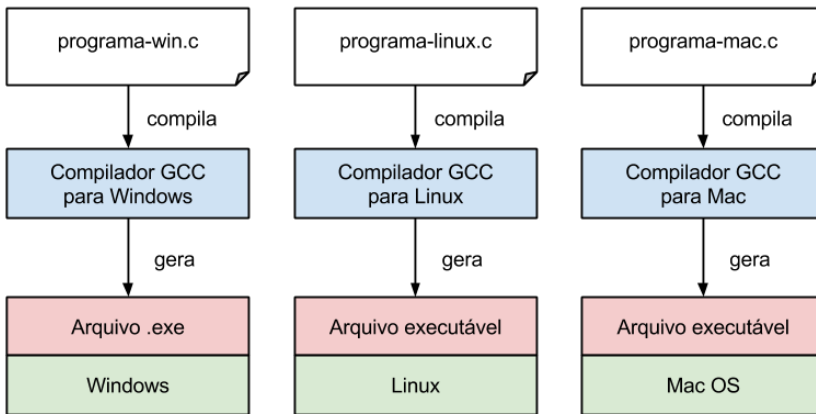 programa-win.c
programa-linux.c
programa-mac.c
compila
compila
compila
Compilador GCC
para Windows
Compilador GCC
para Linux
Compilador GCC
para Mac
gera
gera
gera
Arquivo .exe
Arquivo executável
Arquivo executável
Windows
Linux
Mac OS